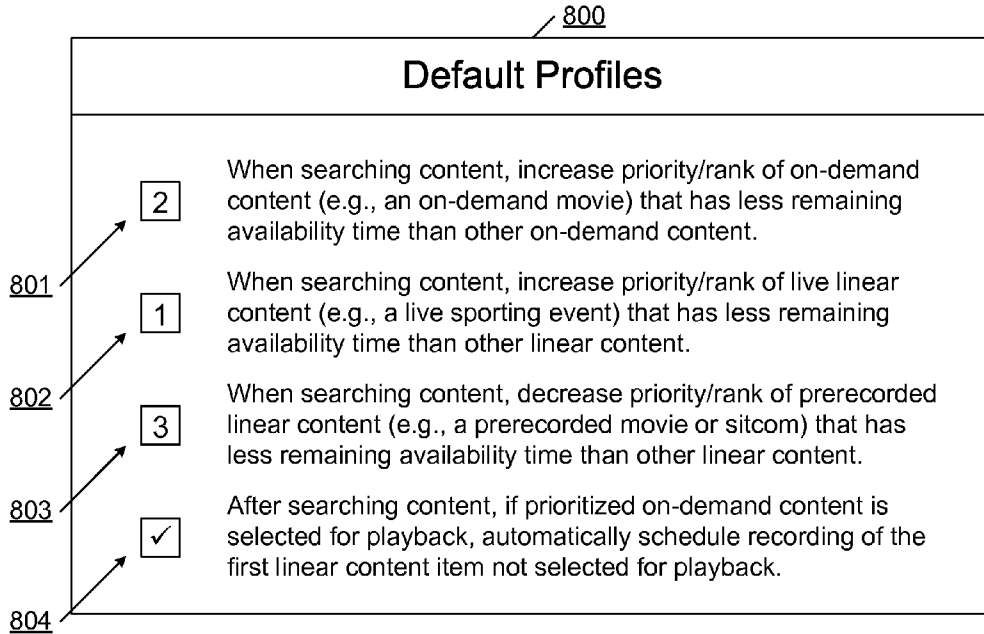 800
Default Profiles
2
When searching content, increase priority/rank of on-demand
content (e.g., an on-demand movie) that has less remaining
availability time than other on-demand content.
801
1
When searching content, increase priority/rank of live linear
content (e.g., a live sporting event) that has less remaining
availability time than other linear content.
802
3
When searching content, decrease priority/rank of prerecorded
linear content (e.g., a prerecorded movie or sitcom) that has
less remaining availability time than other linear content.
803
✓
After searching content, if prioritized on-demand content is
selected for playback, automatically schedule recording of the
first linear content item not selected for playback.
804